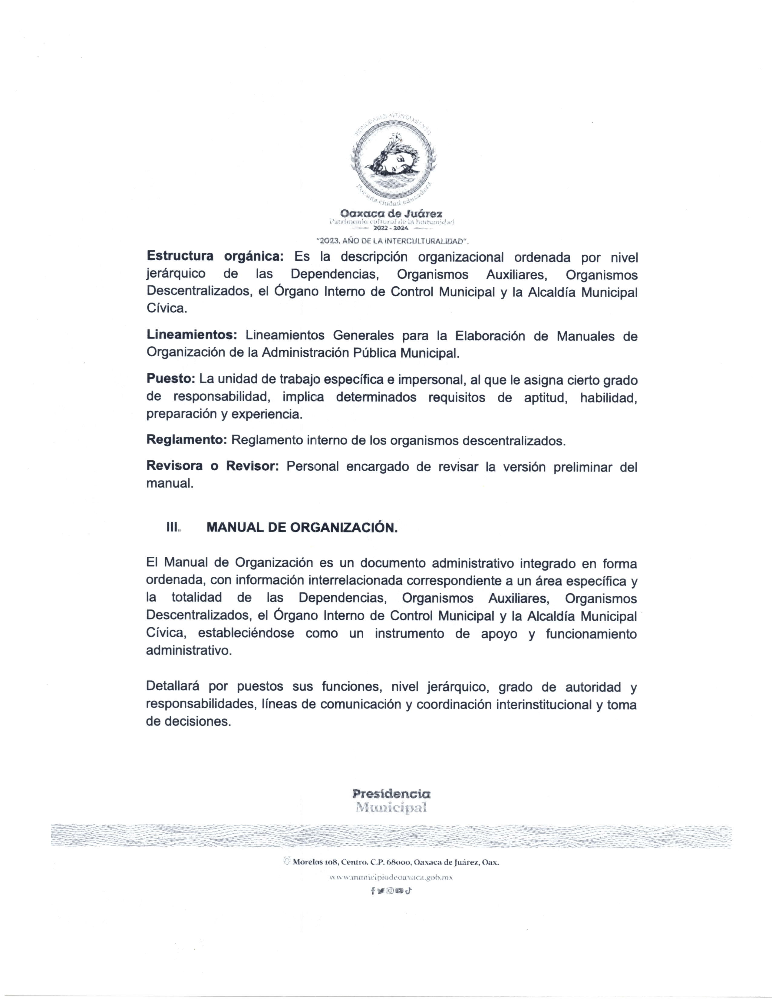 HONORABLE AYUNTAMIENTO
Por una ciudad educadora
Oaxaca de Juárez
Patrimonio cultural de la humanidad
2022 - 2024
"2023, AÑO DE LA INTERCULTURALIDAD".
Estructura orgánica: Es la descripción organizacional ordenada por nivel
jerárquico de las Dependencias, Organismos Auxiliares, Organismos
Descentralizados, el Órgano Interno de Control Municipal y la Alcaldía Municipal
Cívica.
Lineamientos: Lineamientos Generales para la Elaboración de Manuales de
Organización de la Administración Pública Municipal.
Puesto: La unidad de trabajo específica e impersonal, al que le asigna cierto grado
de responsabilidad, implica determinados requisitos de aptitud, habilidad,
preparación y experiencia.
Reglamento: Reglamento interno de los organismos descentralizados.
Revisora o Revisor: Personal encargado de revisar la versión preliminar del
manual.
III. MANUAL DE ORGANIZACIÓN.
El Manual de Organización es un documento administrativo integrado en forma
ordenada, con información interrelacionada correspondiente a un área específica y
la totalidad de las Dependencias, Organismos Auxiliares, Organismos
Descentralizados, el Órgano Interno de Control Municipal y la Alcaldía Municipal
Cívica, estableciéndose como un instrumento de apoyo y funcionamiento
administrativo.
Detallará por puestos sus funciones, nivel jerárquico, grado de autoridad y
responsabilidades, líneas de comunicación y coordinación interinstitucional y toma
de decisiones.
Presidencia
Municipal
Morelos 108, Centro. C.P. 68000, Oaxaca de Juárez, Oax.
www.municipiodeoaxaca.gob.mx